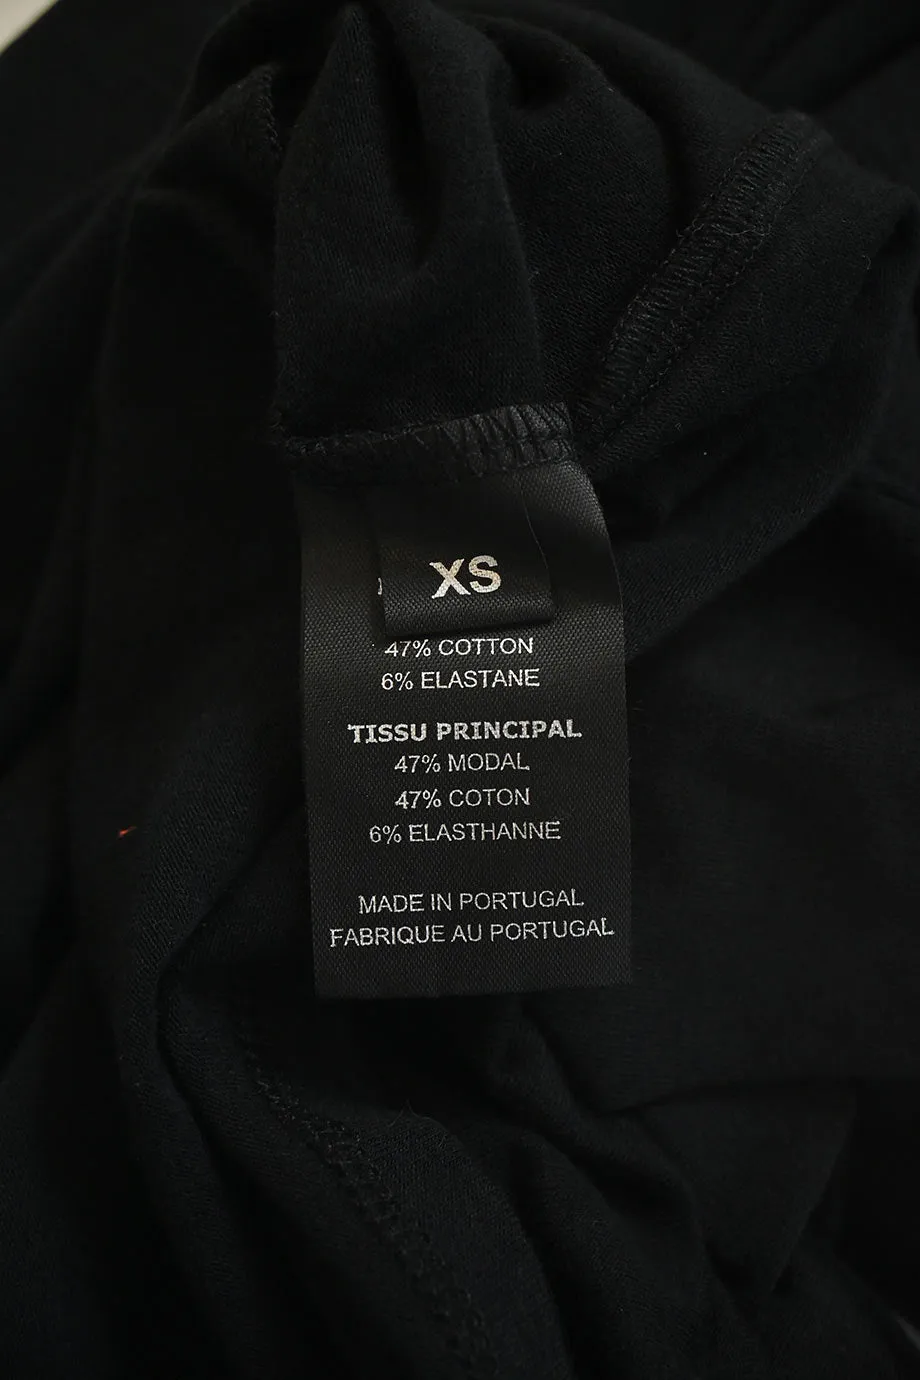 XS
47% COTTON
6% ELASTANE
TISSU PRINCIPAL
47% MODAL
47% COTON
6% ELASTHANNE
MADE IN PORTUGAL
FABRIQUE AU PORTUGAL